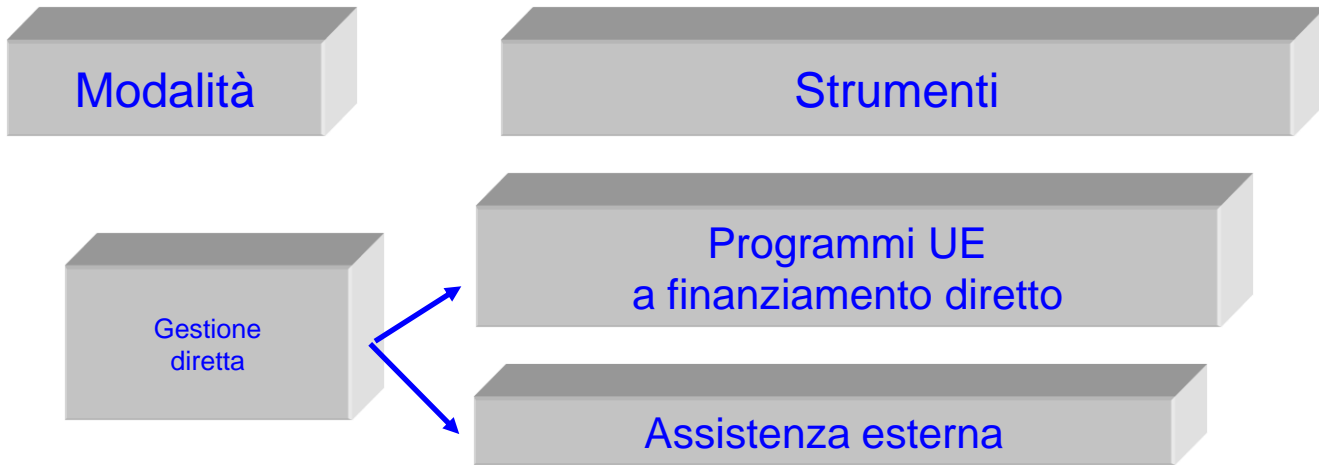 Modalità
Strumenti
Programmi UE
a finanziamento diretto
Gestione
diretta
Assistenza esterna